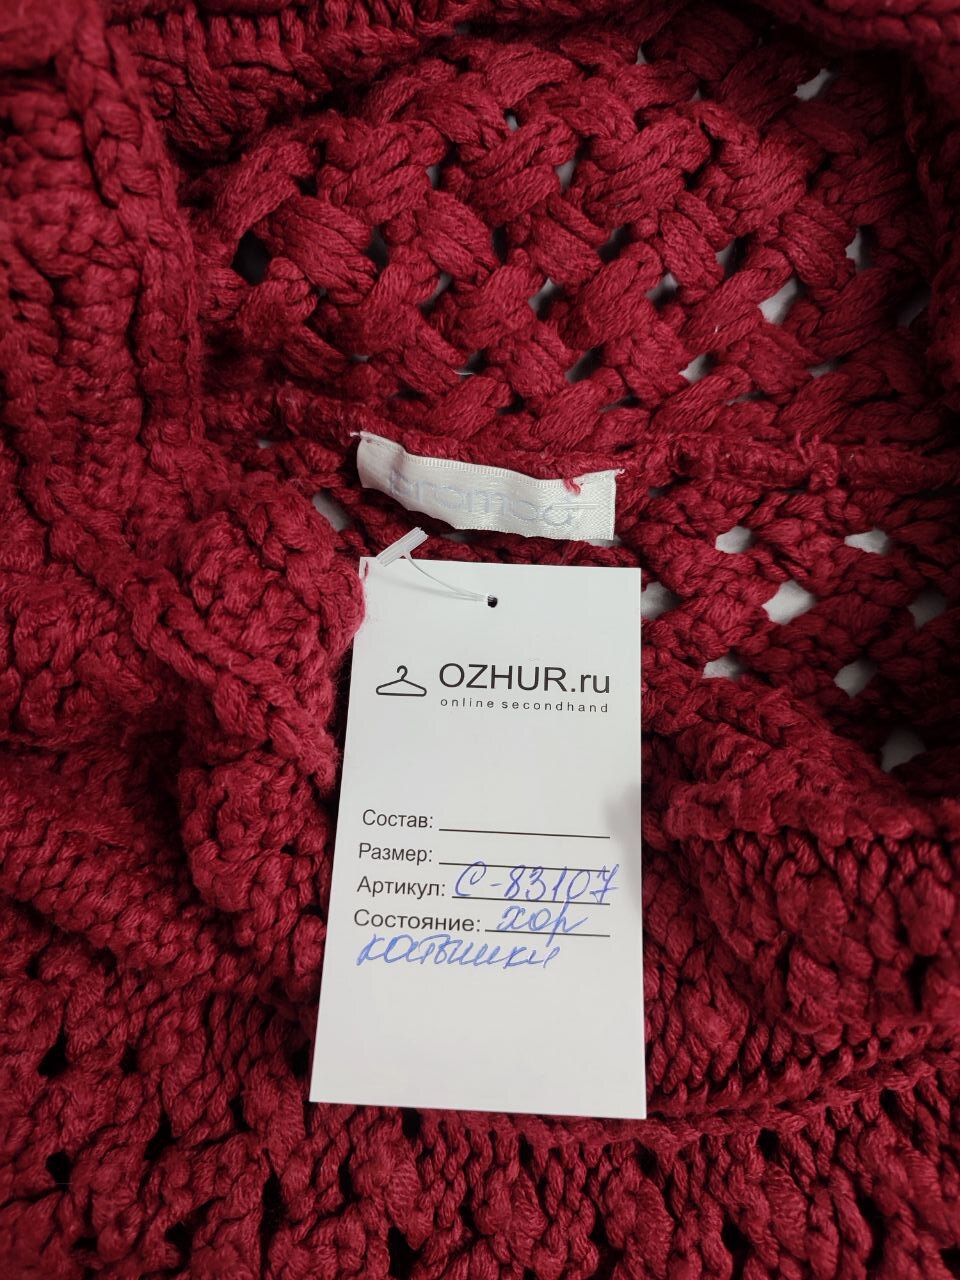 OZHUR.ru
online secondhand
Состав:
Размер:
Артикул: С-83107
Состояние: хор
катышки